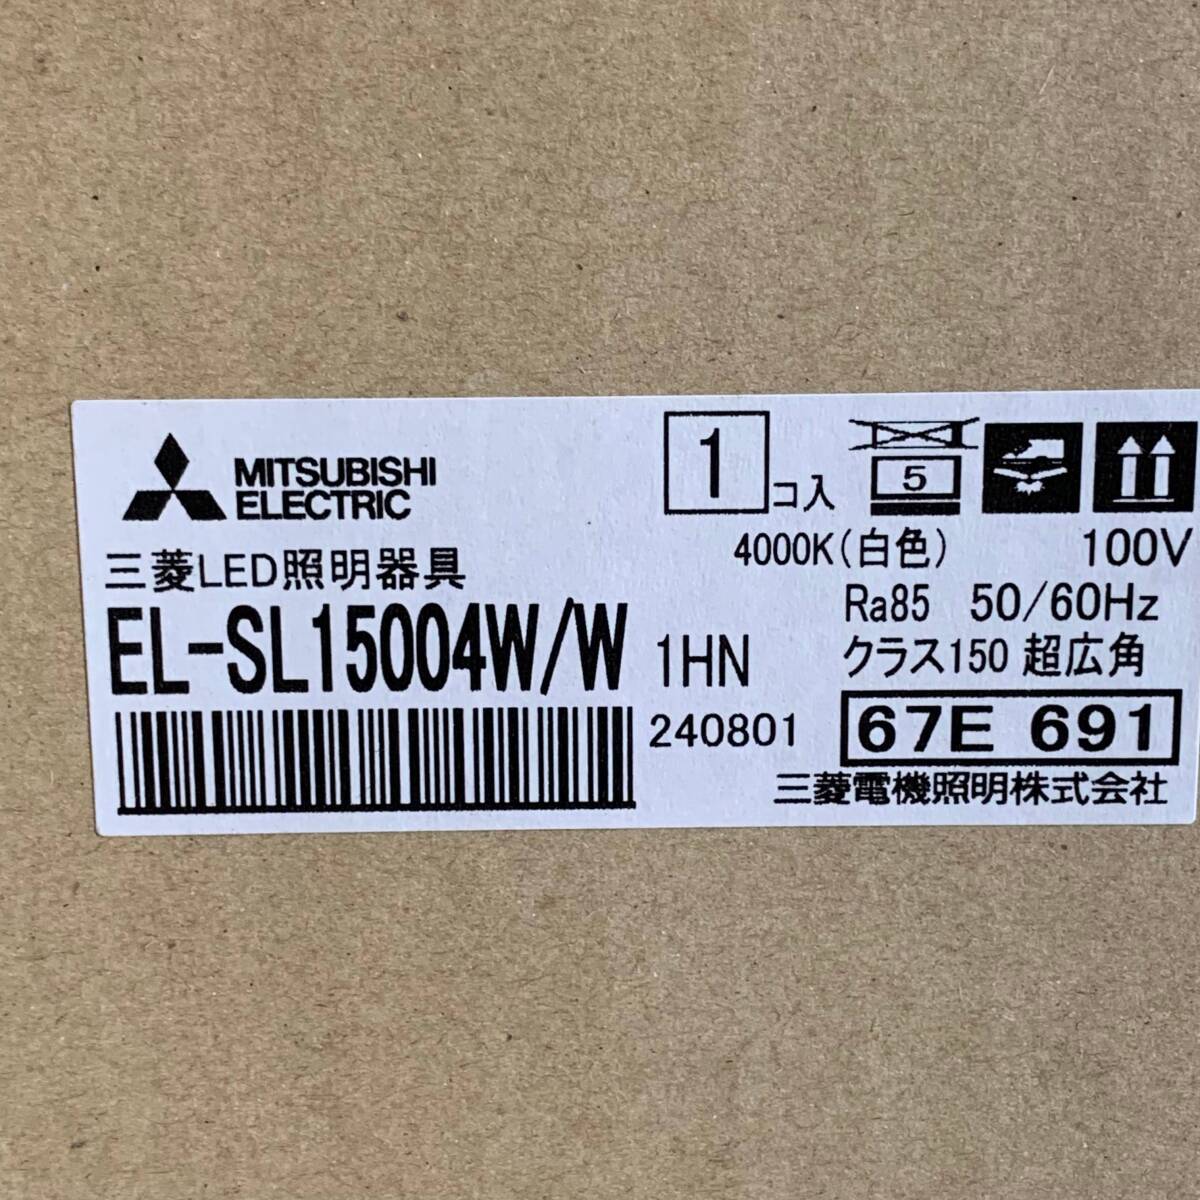 MITSUBISHI
ELECTRIC
1 コ入
5
三菱LED照明器具
4000K(白色) 100V
EL-SL15004W/W 1HN
Ra85 50/60Hz
クラス150 超広角
240801
67E 691
三菱電機照明株式会社